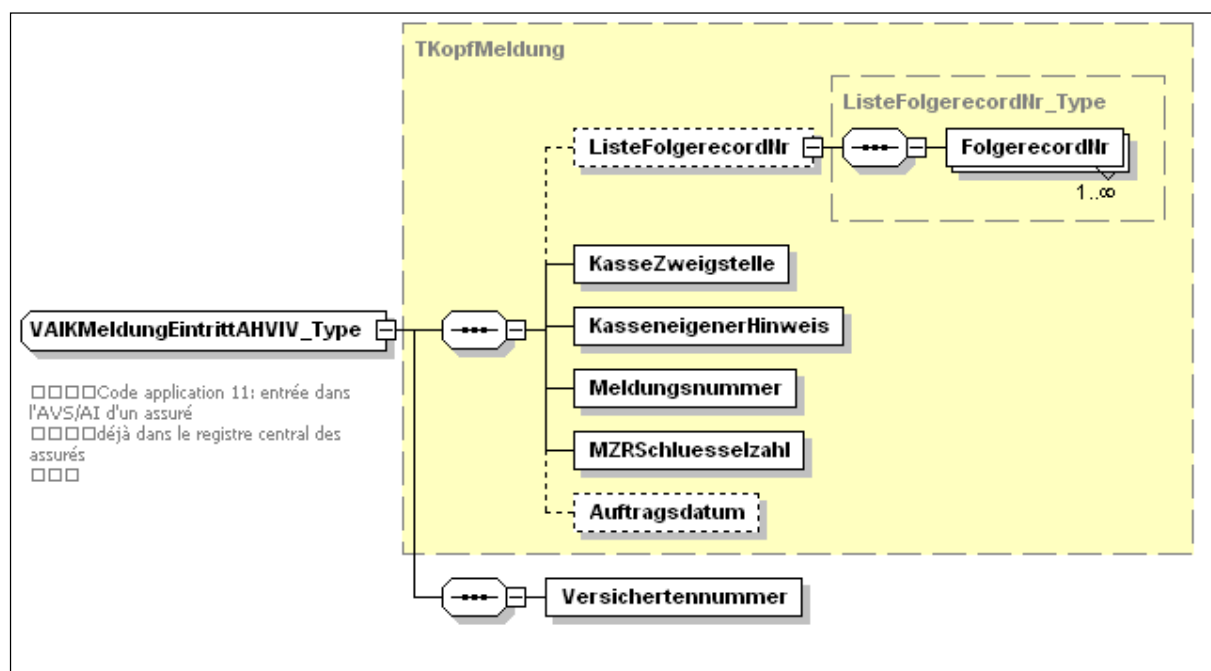 TKopfMeldung
ListeFolgerecordNr_Type
ListeFolgerecordNr
FolgerecordNr
1..∞
KasseZweigstelle
KasseneigenerHinweis
VAIKMeldungEintrittAHVIV_Type
Meldungsnummer
□□□□Code application 11: entrée dans
l'AVS/AI d'un assuré
□□□□déjà dans le registre central des
assurés
□□□
MZRSchluesselzahl
Auftragsdatum
Versichertennummer